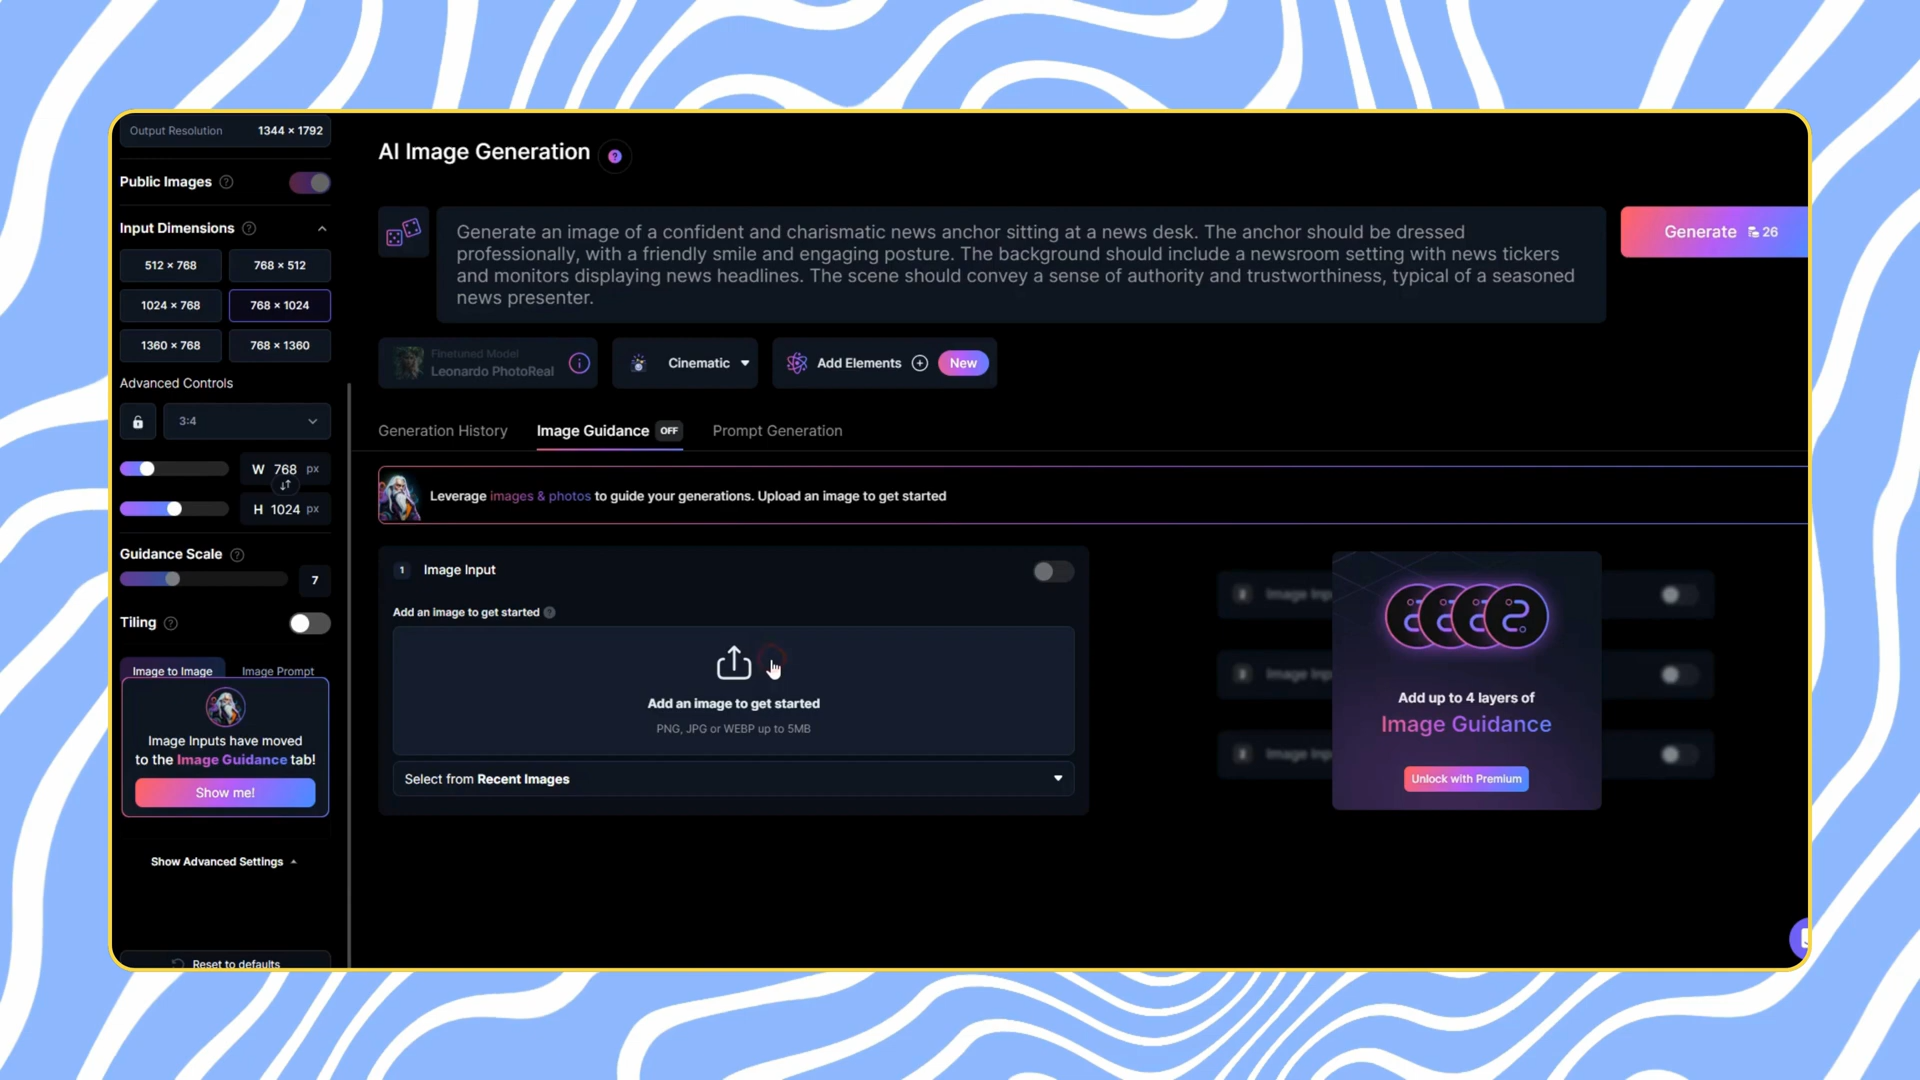 Output Resolution 1344 × 1792
Public Images ?
Input Dimensions ?
512 × 768 768 × 512
1024 × 768 768 × 1024
1360 × 768 768 × 1360
Advanced Controls
3:4
W 768 px
H 1024 px
Guidance Scale ?
7
Tiling ?
Image to Image Image Prompt
Image Inputs have moved
to the Image Guidance tab!
Show me!
Show Advanced Settings
Reset to defaults
AI Image Generation ?
Generate an image of a confident and charismatic news anchor sitting at a news desk. The anchor should be dressed
professionally, with a friendly smile and engaging posture. The background should include a newsroom setting with news tickers
and monitors displaying news headlines. The scene should convey a sense of authority and trustworthiness, typical of a seasoned
news presenter.
Generate 26
Finetuned Model
Leonardo PhotoReal
Cinematic
Add Elements New
Generation History Image Guidance OFF Prompt Generation
Leverage images & photos to guide your generations. Upload an image to get started
1 Image Input
Add an image to get started ?
Add an image to get started
PNG, JPG or WEBP up to 5MB
Select from Recent Images
2 Image Inp
3 Image Inp
3 Image Inp
Add up to 4 layers of
Image Guidance
Unlock with Premium